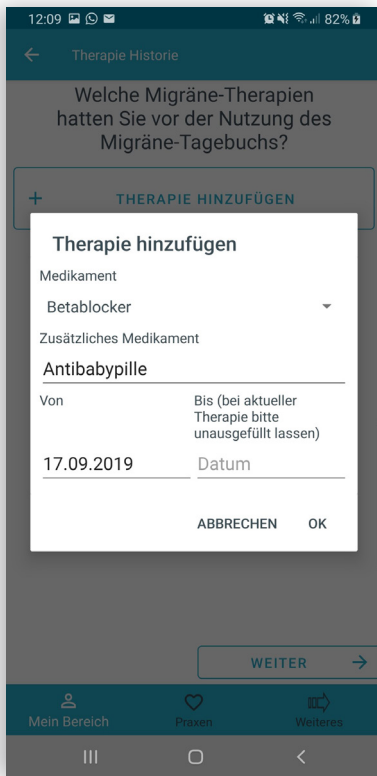 12:09 82%
Therapie Historie
Welche Migräne-Therapien
hatten Sie vor der Nutzung des
Migräne-Tagebuchs?
+ THERAPIE HINZUFÜGEN
Therapie hinzufügen
Medikament
Betablocker
Zusätzliches Medikament
Antibabypille
Von
Bis (bei aktueller
Therapie bitte
unausgefüllt lassen)
17.09.2019 Datum
ABBRECHEN OK
WEITER
Mein Bereich Praxen Weiteres